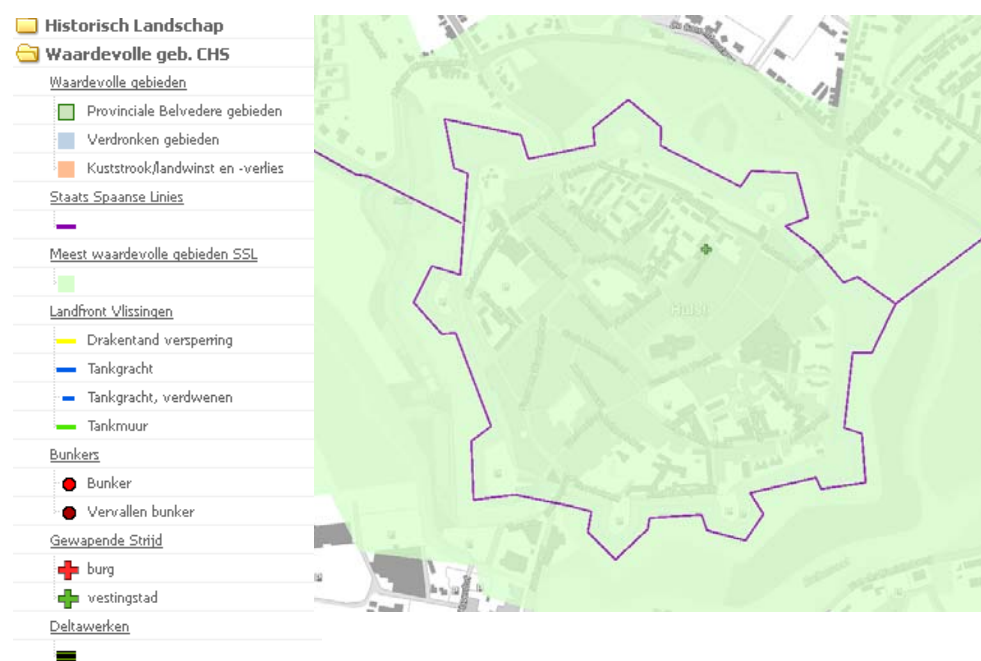 Historisch Landschap
Waardevolle geb. CHS
Waardevolle gebieden
Provinciale Belvedere gebieden
Verdronken gebieden
Kuststrook/landwinst en -verlies
Staats Spaanse Linies
Meest waardevolle gebieden SSL
Landfront Vlissingen
Drakentand versperring
Tankgracht
Tankgracht, verdwenen
Tankmuur
Bunkers
Bunker
Vervallen bunker
Gewapende Strijd
burg
vestingstad
Deltawerken
Hulst